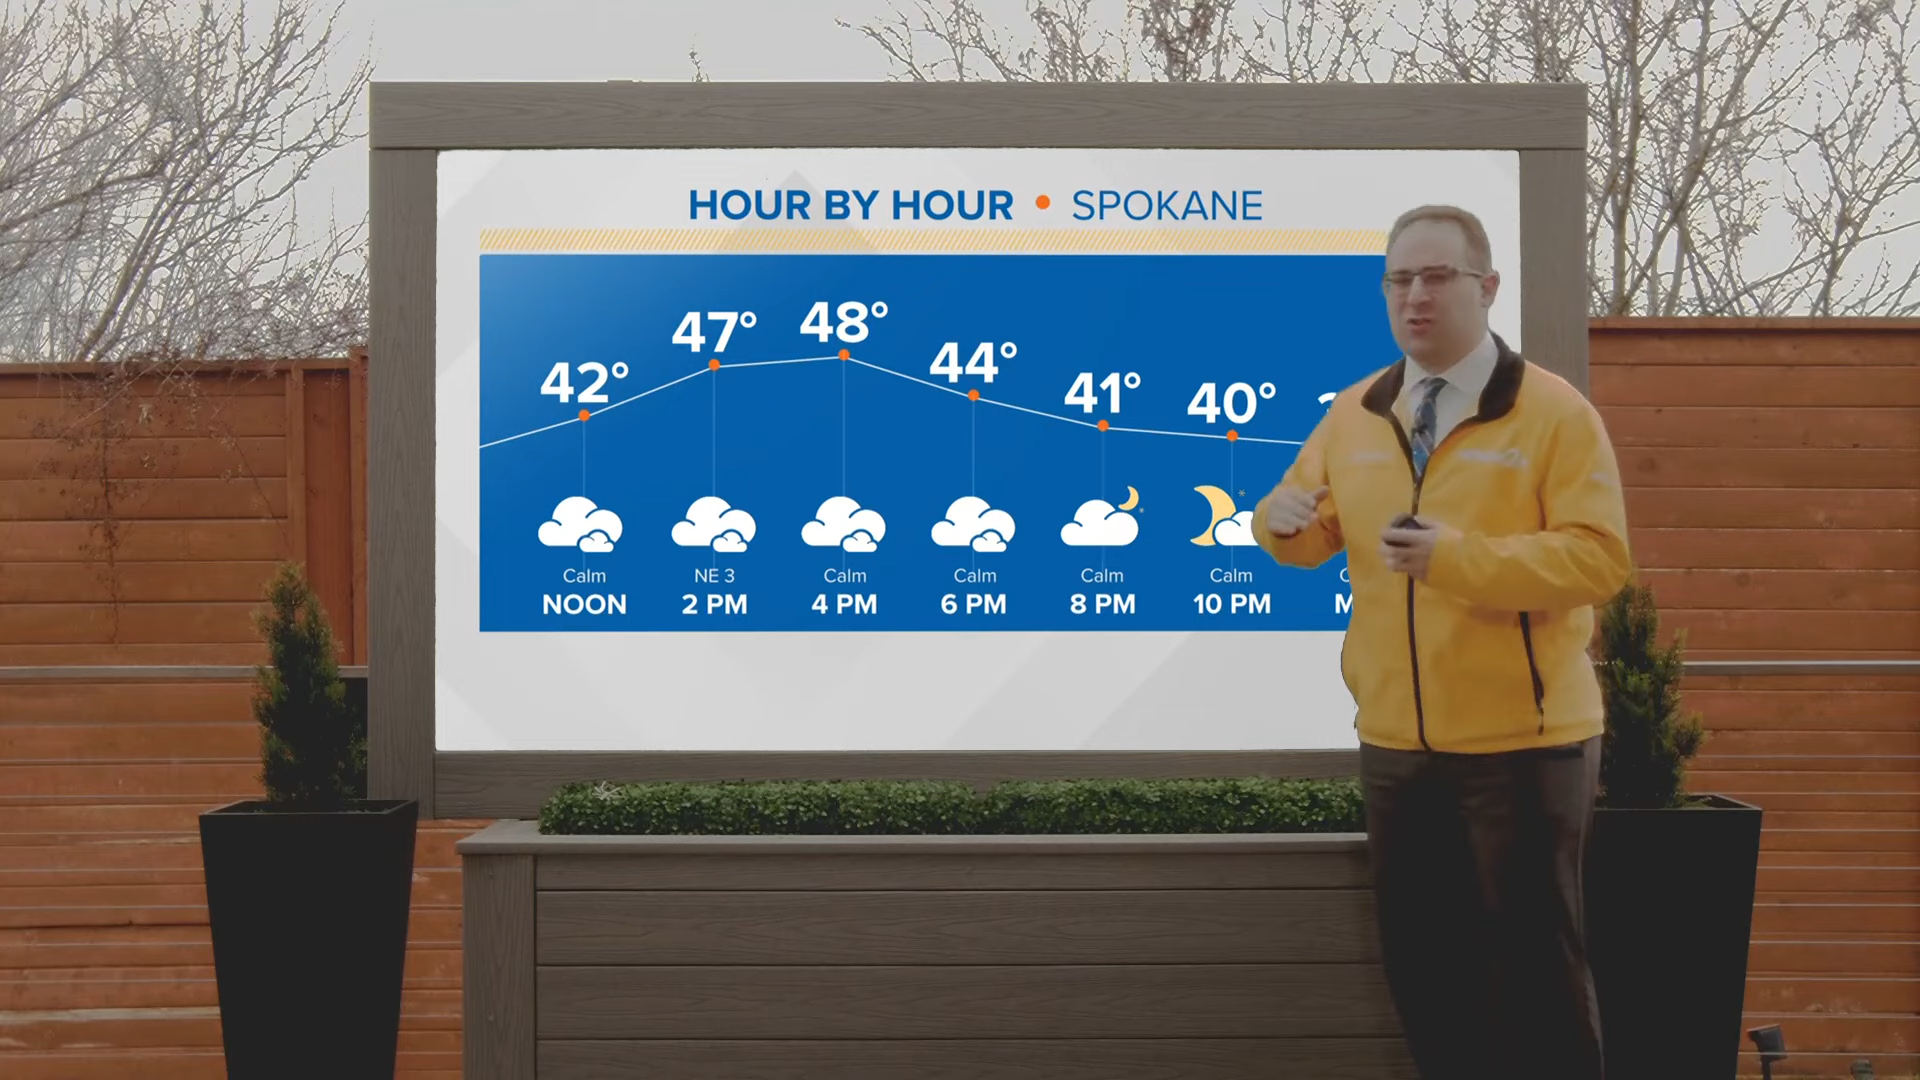 HOUR BY HOUR • SPOKANE
42° 47° 48° 44° 41° 40°
Calm NE 3 Calm Calm Calm Calm
NOON 2 PM 4 PM 6 PM 8 PM 10 PM